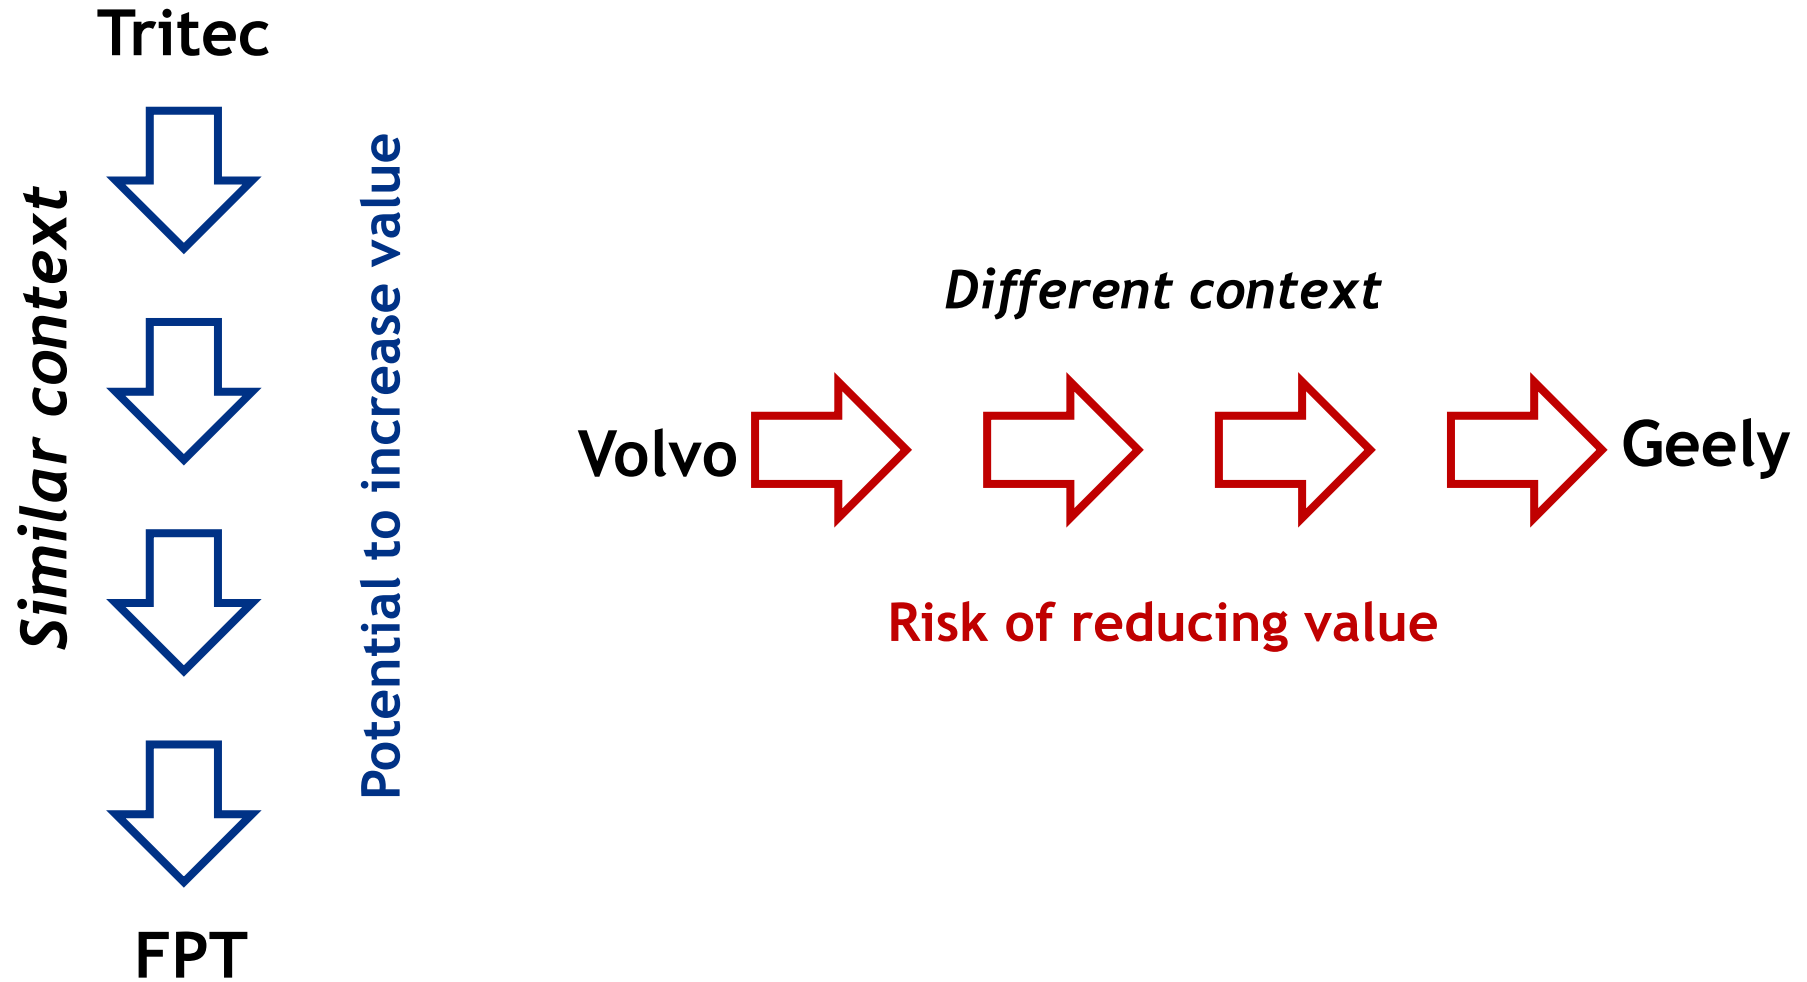 Tritec
Similar context
Potential to increase value
FPT
Different context
Volvo
Geely
Risk of reducing value